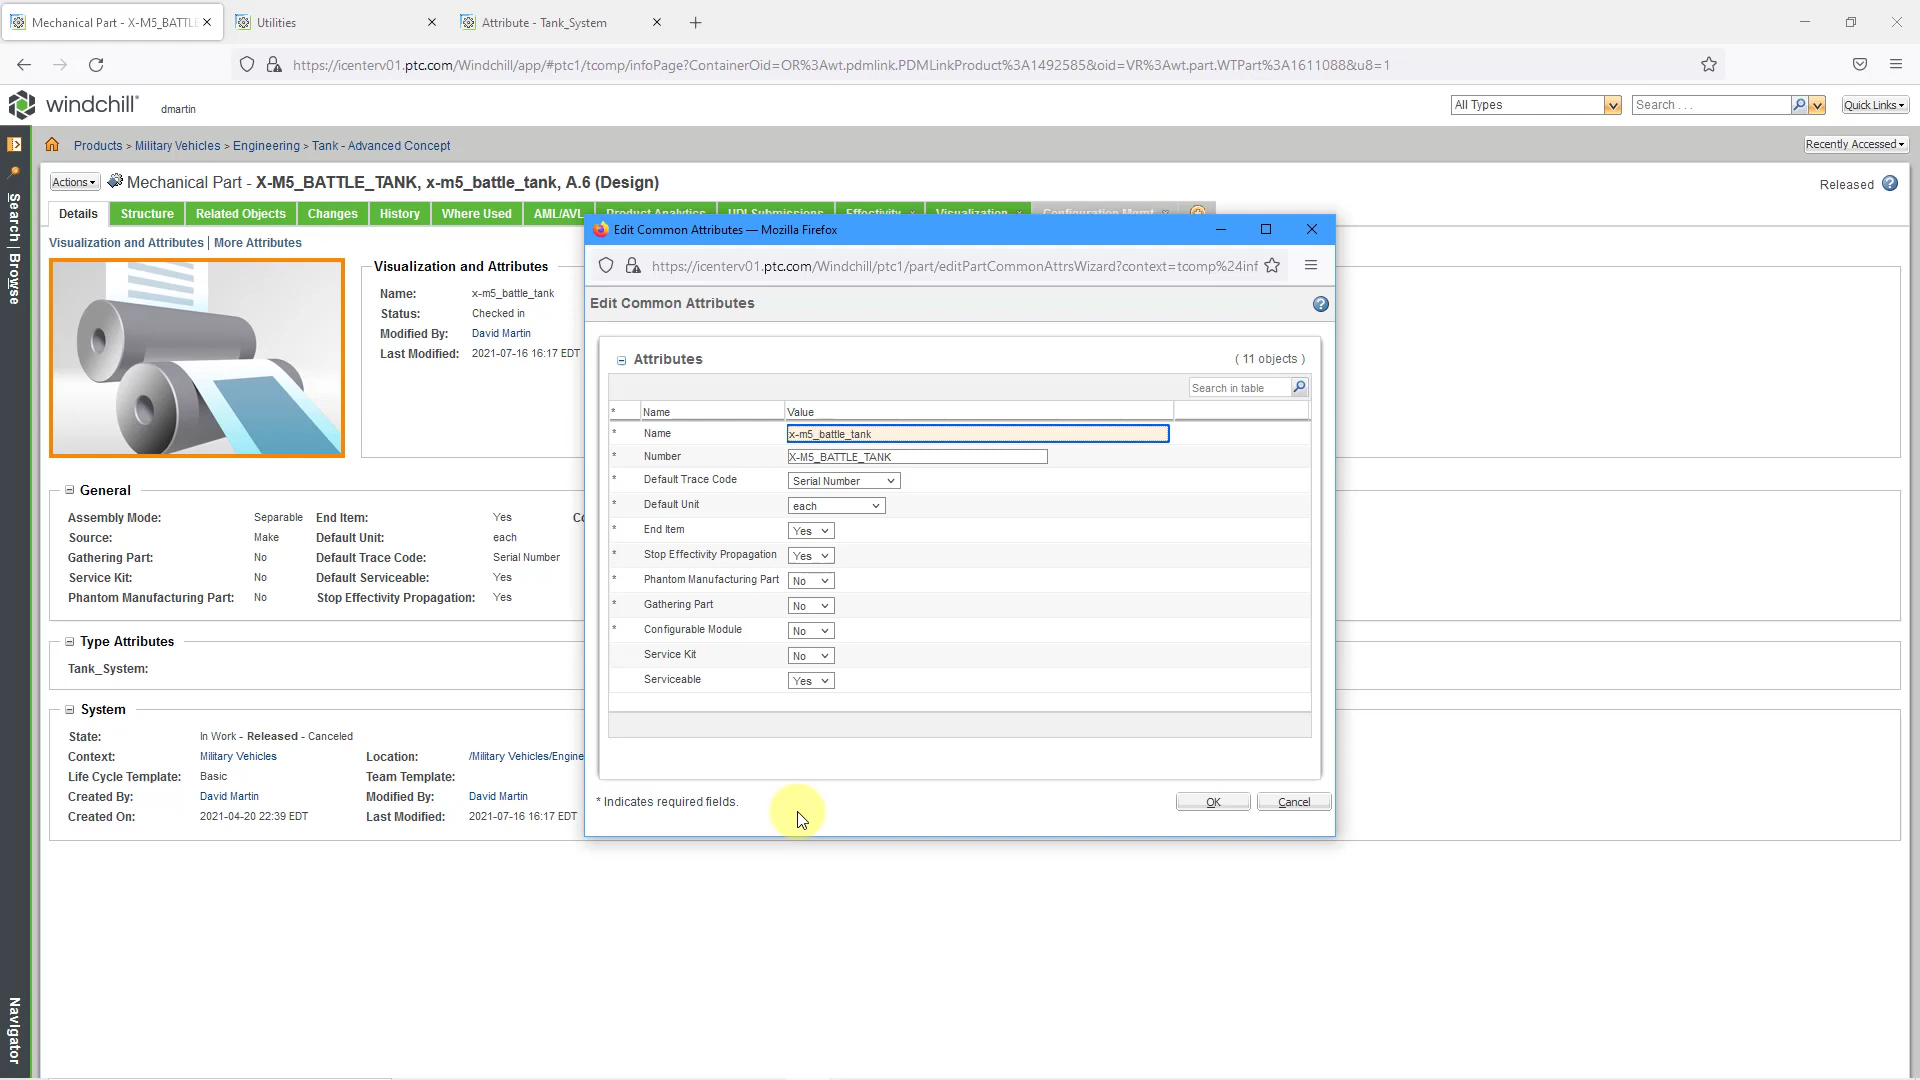 Mechanical Part - X-M5_BATTLE
Utilities
Attribute - Tank_System
https://icenterv01.ptc.com/Windchill/app/#ptc1/tcomp/infoPage?ContainerOid=OR%3Awt.pdmlink.PDMLinkProduct%3A1492585&oid=VR%3Awt.part.WTPart%3A1611088&u8=1
windchill
dmartin
All Types
Search . . .
Quick Links
Products > Military Vehicles > Engineering > Tank - Advanced Concept
Recently Accessed
Actions
Mechanical Part - X-M5_BATTLE_TANK, x-m5_battle_tank, A.6 (Design)
Released
Details
Structure
Related Objects
Changes
History
Where Used
AML/AVL
Product Analytics
UDI Submissions
Effectivity
Visualization
Configuration Mgmt
Search | Browse
Navigator
Visualization and Attributes | More Attributes
Visualization and Attributes
Name: x-m5_battle_tank
Status: Checked in
Modified By: David Martin
Last Modified: 2021-07-16 16:17 EDT
General
Assembly Mode: Separable End Item: Yes
Source: Make Default Unit: each
Gathering Part: No Default Trace Code: Serial Number
Service Kit: No Default Serviceable: Yes
Phantom Manufacturing Part: No Stop Effectivity Propagation: Yes
Type Attributes
Tank_System:
System
State: In Work - Released - Canceled
Context: Military Vehicles Location: /Military Vehicles/Engine
Life Cycle Template: Basic Team Template:
Created By: David Martin Modified By: David Martin
Created On: 2021-04-20 22:39 EDT Last Modified: 2021-07-16 16:17 EDT
Edit Common Attributes — Mozilla Firefox
https://icenterv01.ptc.com/Windchill/ptc1/part/editPartCommonAttrsWizard?context=tcomp%24inf
Edit Common Attributes
Attributes
( 11 objects )
Search in table
* Name Value
* Name x-m5_battle_tank
* Number X-M5_BATTLE_TANK
* Default Trace Code Serial Number
* Default Unit each
* End Item Yes
* Stop Effectivity Propagation Yes
* Phantom Manufacturing Part No
* Gathering Part No
* Configurable Module No
Service Kit No
Serviceable Yes
* Indicates required fields.
OK
Cancel